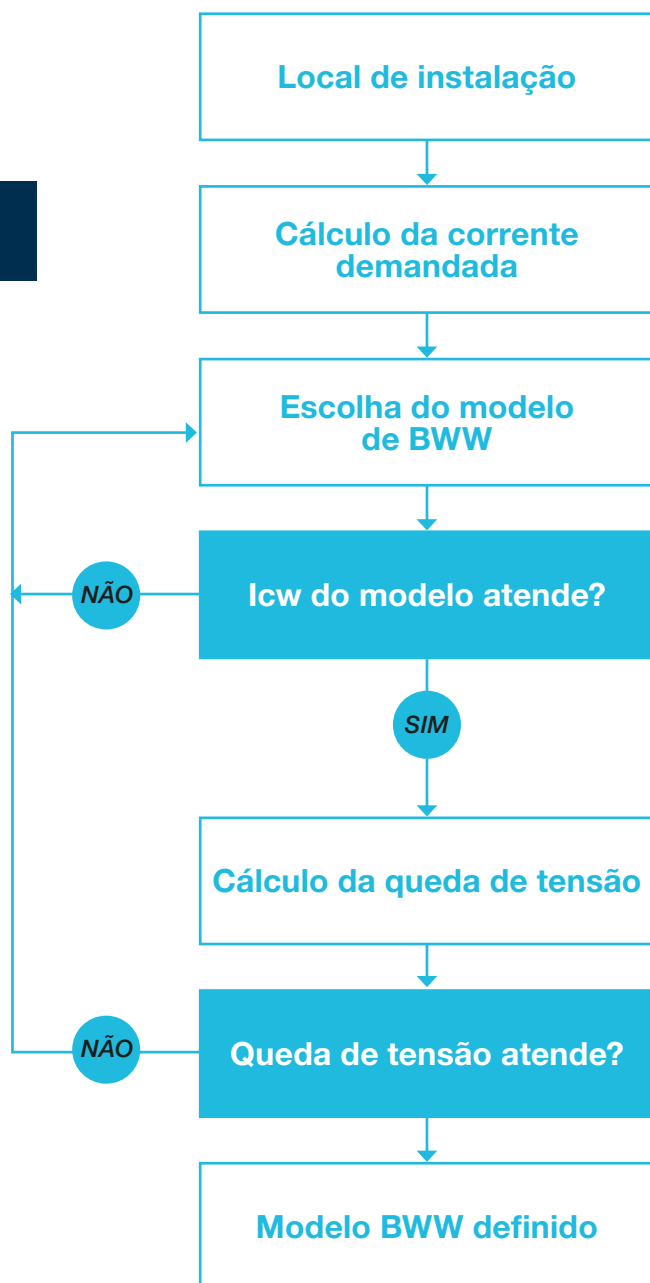 Local de instalação
Cálculo da corrente
demandada
Escolha do modelo
de BWW
NÃO
Icw do modelo atende?
SIM
Cálculo da queda de tensão
NÃO
Queda de tensão atende?
Modelo BWW definido